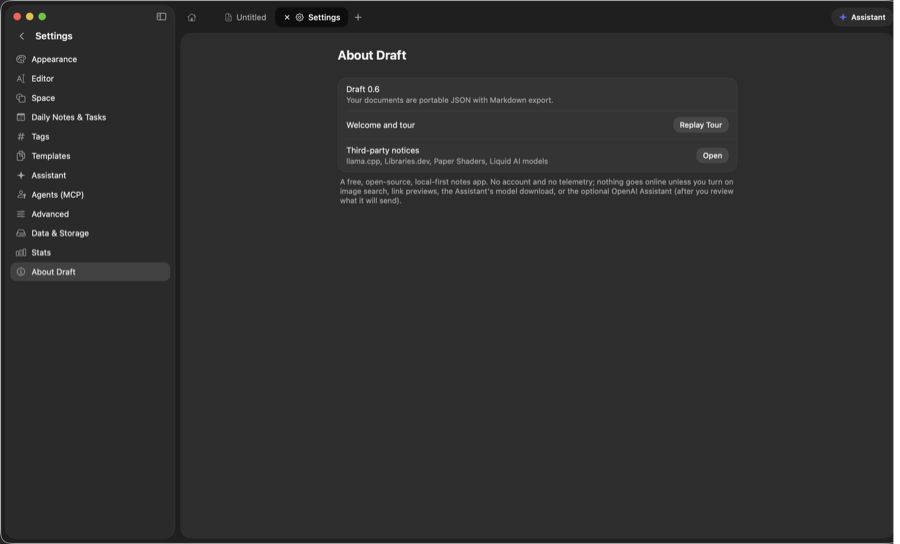 Settings
Appearance
Editor
Space
Daily Notes & Tasks
Tags
Templates
Assistant
Agents (MCP)
Advanced
Data & Storage
Stats
About Draft
Untitled
Settings
Assistant
About Draft
Draft 0.6
Your documents are portable JSON with Markdown export.
Welcome and tour
Replay Tour
Third-party notices
llama.cpp, Libraries.dev, Paper Shaders, Liquid AI models
Open
A free, open-source, local-first notes app. No account and no telemetry; nothing goes online unless you turn on
image search, link previews, the Assistant's model download, or the optional OpenAI Assistant (after you review
what it will send).